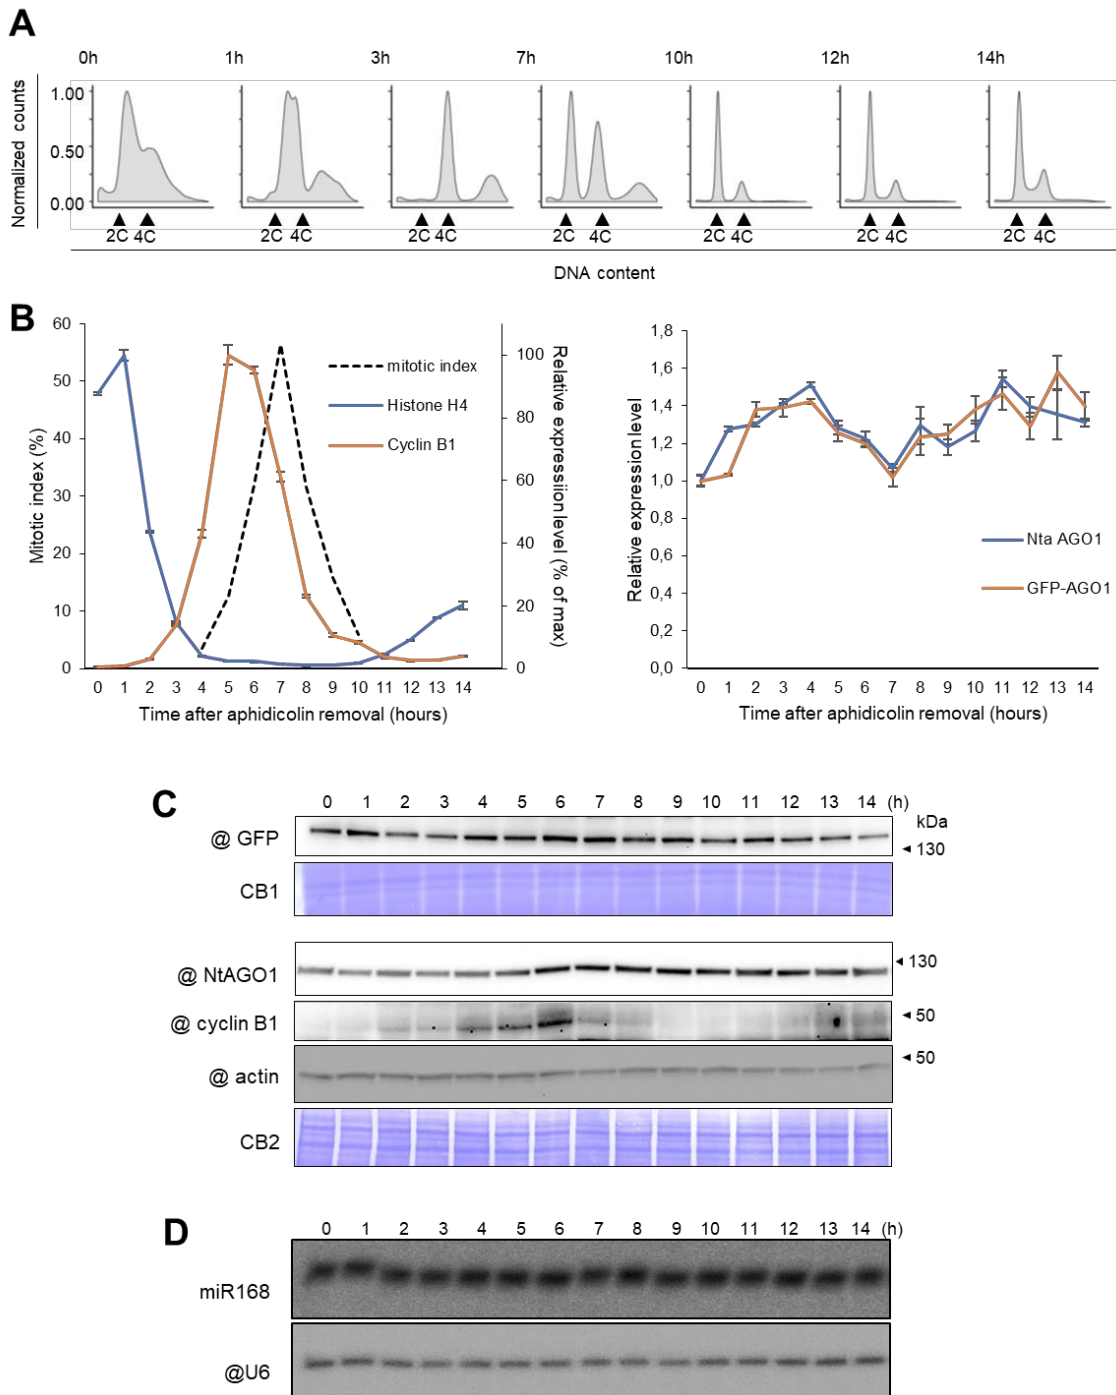 A
0h 1h 3h 7h 10h 12h 14h
Normalized counts
1.00
0.50
0.00
2C 4C 2C 4C 2C 4C 2C 4C 2C 4C 2C 4C 2C 4C
DNA content
B
60
50
40
30
20
10
0
Mitotic index (%)
mitotic index
Histone H4
Cyclin B1
100
80
60
40
20
0
Relative expressiion level (% of max)
0 1 2 3 4 5 6 7 8 9 10 11 12 13 14
Time after aphidicolin removal (hours)
1,8
1,6
1,4
1,2
1,0
0,8
0,6
0,4
0,2
0,0
Relative expression level
Nta AGO1
GFP-AGO1
0 1 2 3 4 5 6 7 8 9 10 11 12 13 14
Time after aphidicolin removal (hours)
C
0 1 2 3 4 5 6 7 8 9 10 11 12 13 14 (h)
kDa
@ GFP
130
CB1
@ NtAGO1
130
@ cyclin B1
50
@ actin
50
CB2
D
0 1 2 3 4 5 6 7 8 9 10 11 12 13 14 (h)
miR168
@U6